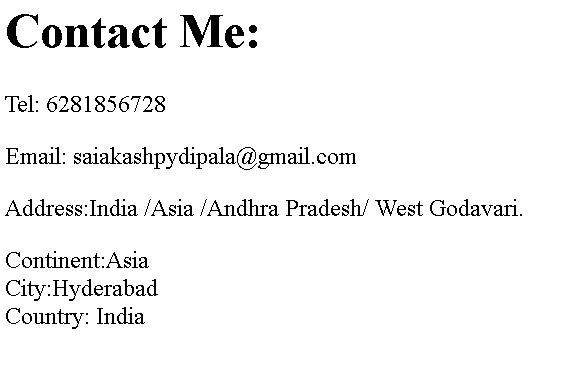 Contact Me:
Tel: 6281856728
Email: saiakashpydipala@gmail.com
Address:India /Asia /Andhra Pradesh/ West Godavari.
Continent:Asia
City:Hyderabad
Country: India